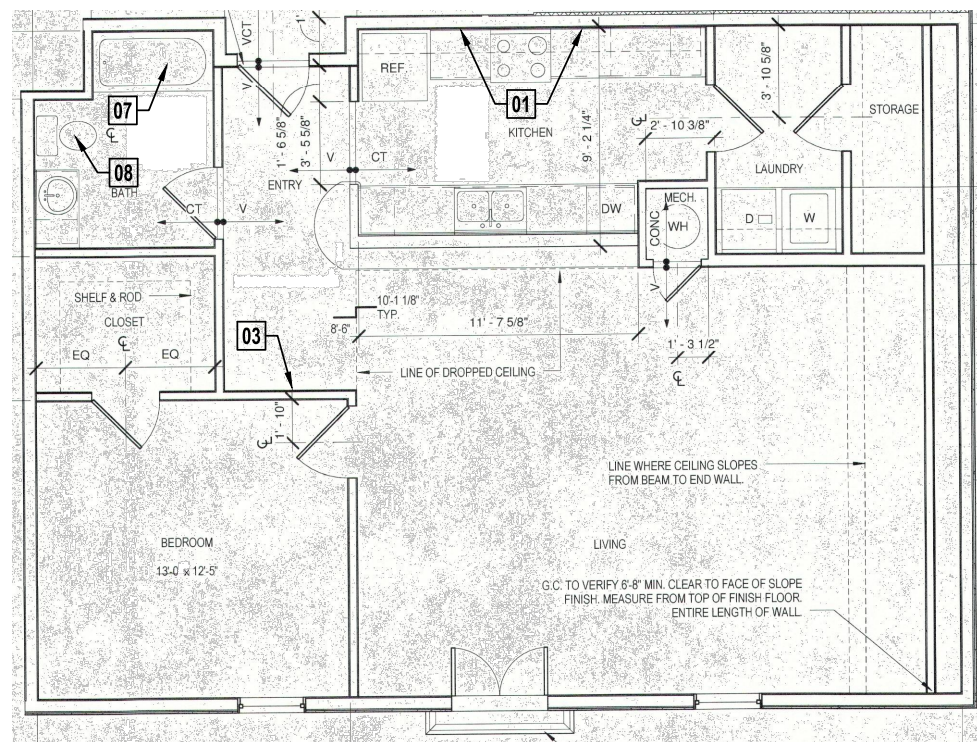 VCT
1'
REF.
07
01
V
STORAGE
3' 10 5/8"
KITCHEN
℄
9' - 2 1/4"
℄
2' - 10 3/8"
1' - 6 5/8"
3' - 5 5/8"
08
V
CT
LAUNDRY
BATH
ENTRY
MECH.
CT
V
DW
CONC
WH
D
W
V
SHELF & ROD
CLOSET
℄
10'-1 1/8"
TYP.
8'-6"
11' - 7 5/8"
03
EQ
EQ
1' - 3 1/2"
℄
LINE OF DROPPED CEILING
1' - 10"
℄
LINE WHERE CEILING SLOPES
FROM BEAM TO END WALL.
BEDROOM
13'-0 x 12'-5"
LIVING
G.C. TO VERIFY 6'-8" MIN. CLEAR TO FACE OF SLOPE
FINISH. MEASURE FROM TOP OF FINISH FLOOR.
ENTIRE LENGTH OF WALL.